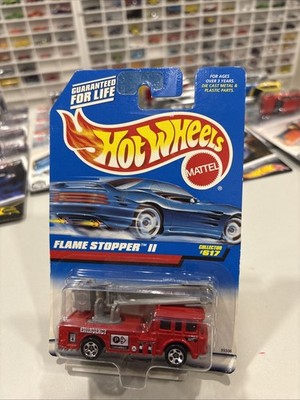 GUARANTEED
FOR LIFE
FOR AGES
OVER 3 YEARS.
DIE CAST METAL &
PLASTIC PARTS.
HOT WHEELS
MATTEL
®
FLAME STOPPER™ II
COLLECTOR
#617